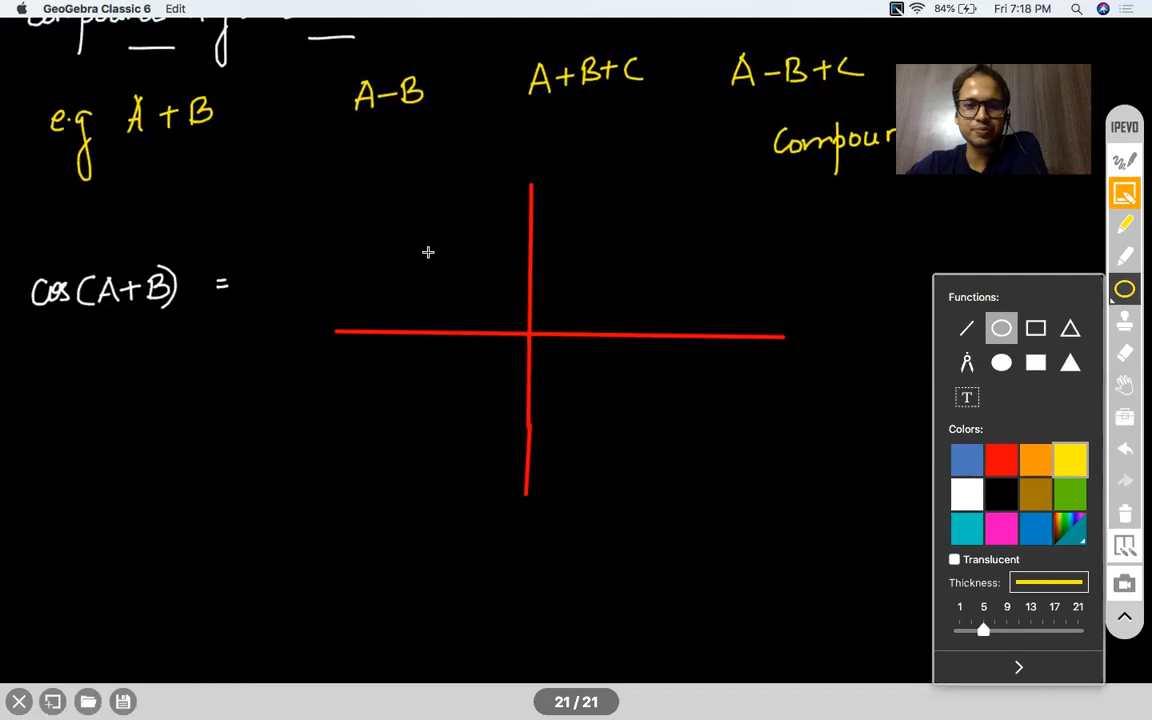 GeoGebra Classic 6 Edit 84% Fri 7:18 PM
e.g A + B A-B A+B+C A-B+C
cos(A+B) =
IPEVO
Functions:
T
Colors:
Translucent
Thickness:
1 5 9 13 17 21
21 / 21